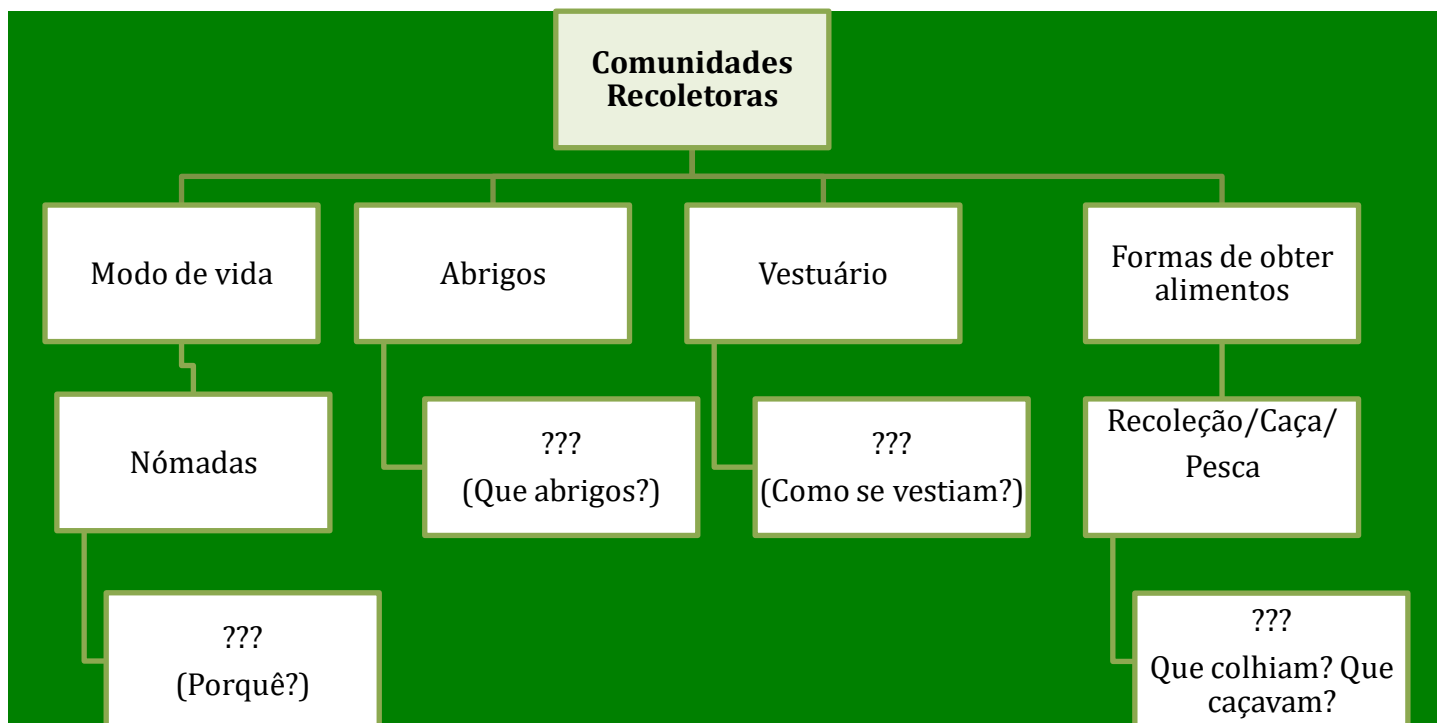 Comunidades
Recoletoras
Modo de vida
Abrigos
Vestuário
Formas de obter
alimentos
Nómadas
???
(Que abrigos?)
???
(Como se vestiam?)
Recoleção/Caça/
Pesca
???
(Porquê?)
???
Que colhiam? Que
caçavam?